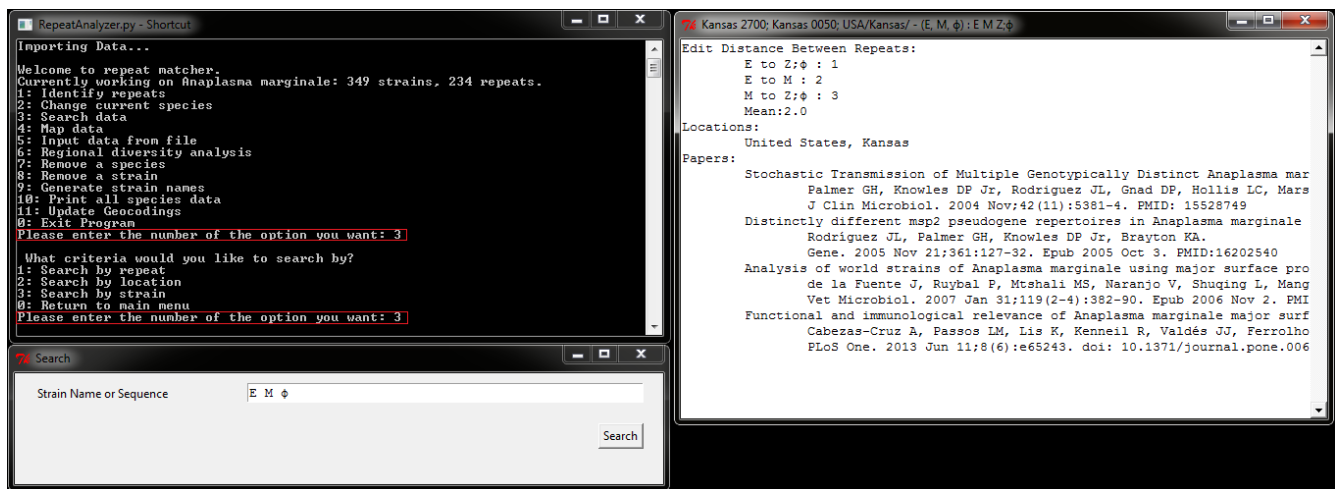 RepeatAnalyzer.py - Shortcut
Importing Data...
Welcome to repeat matcher.
Currently working on Anaplasma marginale: 349 strains, 234 repeats.
1: Identify repeats
2: Change current species
3: Search data
4: Map data
5: Input data from file
6: Regional diversity analysis
7: Remove a species
8: Remove a strain
9: Generate strain names
10: Print all species data
11: Update Geocodings
0: Exit Program
Please enter the number of the option you want: 3
What criteria would you like to search by?
1: Search by repeat
2: Search by location
3: Search by strain
0: Return to main menu
Please enter the number of the option you want: 3
Search
Strain Name or Sequence E M ϕ
Search
Kansas 2700; Kansas 0050; USA/Kansas/ - (E, M, ϕ) : E M Z;ϕ
Edit Distance Between Repeats:
E to Z;ϕ : 1
E to M : 2
M to Z;ϕ : 3
Mean:2.0
Locations:
United States, Kansas
Papers:
Stochastic Transmission of Multiple Genotypically Distinct Anaplasma mar
Palmer GH, Knowles DP Jr, Rodriguez JL, Gnad DP, Hollis LC, Mars
J Clin Microbiol. 2004 Nov;42(11):5381-4. PMID: 15528749
Distinctly different msp2 pseudogene repertoires in Anaplasma marginale
Rodríguez JL, Palmer GH, Knowles DP Jr, Brayton KA.
Gene. 2005 Nov 21;361:127-32. Epub 2005 Oct 3. PMID:16202540
Analysis of world strains of Anaplasma marginale using major surface pro
de la Fuente J, Ruybal P, Mtshali MS, Naranjo V, Shuqing L, Mang
Vet Microbiol. 2007 Jan 31;119(2-4):382-90. Epub 2006 Nov 2. PMI
Functional and immunological relevance of Anaplasma marginale major surf
Cabezas-Cruz A, Passos LM, Lis K, Kenneil R, Valdés JJ, Ferrolho
PLoS One. 2013 Jun 11;8(6):e65243. doi: 10.1371/journal.pone.006